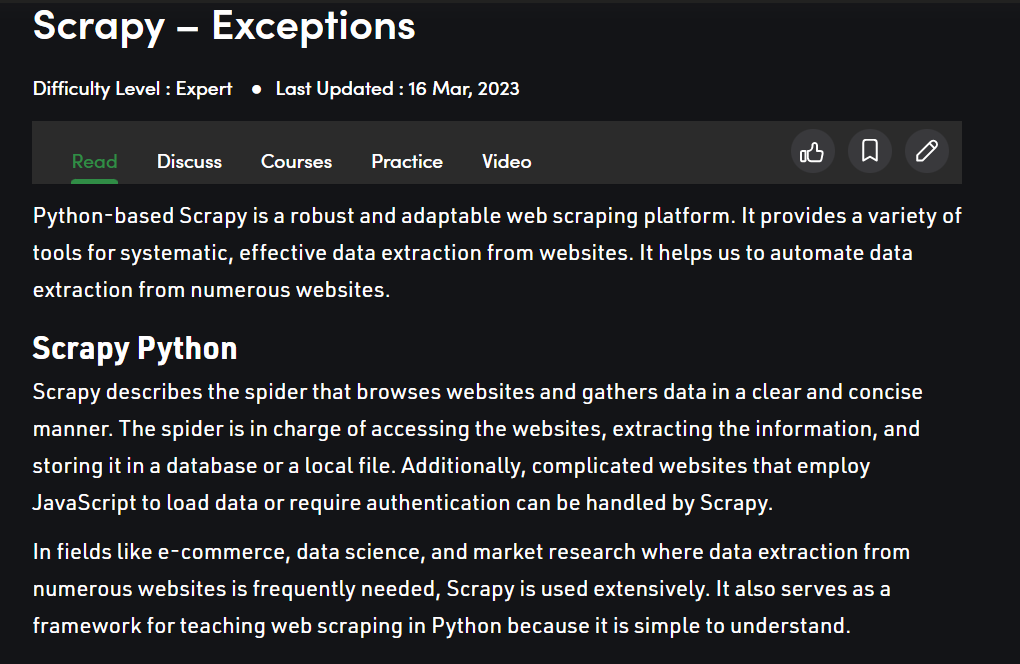 Scrapy – Exceptions
Difficulty Level : Expert ● Last Updated : 16 Mar, 2023
Read Discuss Courses Practice Video
Python-based Scrapy is a robust and adaptable web scraping platform. It provides a variety of
tools for systematic, effective data extraction from websites. It helps us to automate data
extraction from numerous websites.
Scrapy Python
Scrapy describes the spider that browses websites and gathers data in a clear and concise
manner. The spider is in charge of accessing the websites, extracting the information, and
storing it in a database or a local file. Additionally, complicated websites that employ
JavaScript to load data or require authentication can be handled by Scrapy.
In fields like e-commerce, data science, and market research where data extraction from
numerous websites is frequently needed, Scrapy is used extensively. It also serves as a
framework for teaching web scraping in Python because it is simple to understand.